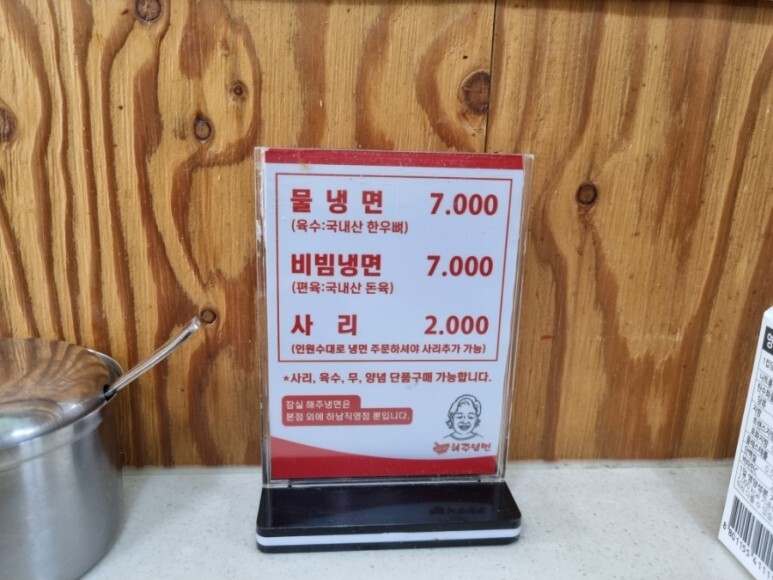 물냉면 7.000
(육수:국내산 한우뼈)
비빔냉면 7.000
(편육:국내산 돈육)
사리 2.000
(인원수대로 냉면 주문하셔야 사리추가 가능)
*사리, 육수, 무, 양념 단품구매 가능합니다.
잠실 해주냉면은
본점 외에 하남직영점 뿐입니다.
해주냉면